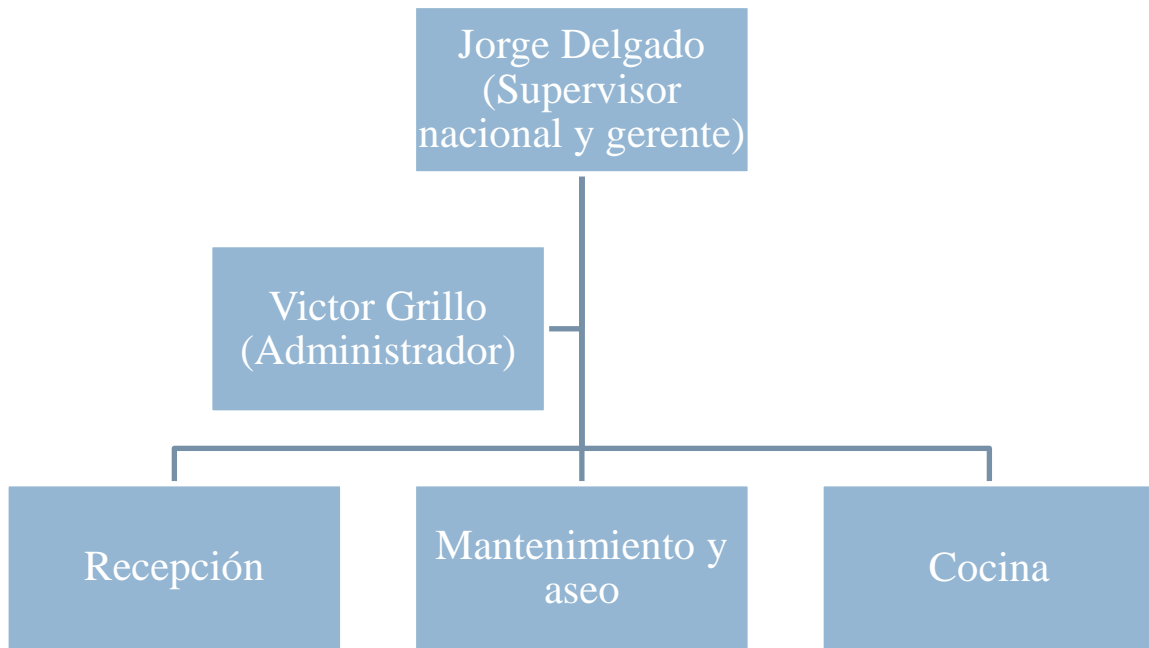 Jorge Delgado
(Supervisor
nacional y gerente)
Victor Grillo
(Administrador)
Recepción
Mantenimiento y
aseo
Cocina